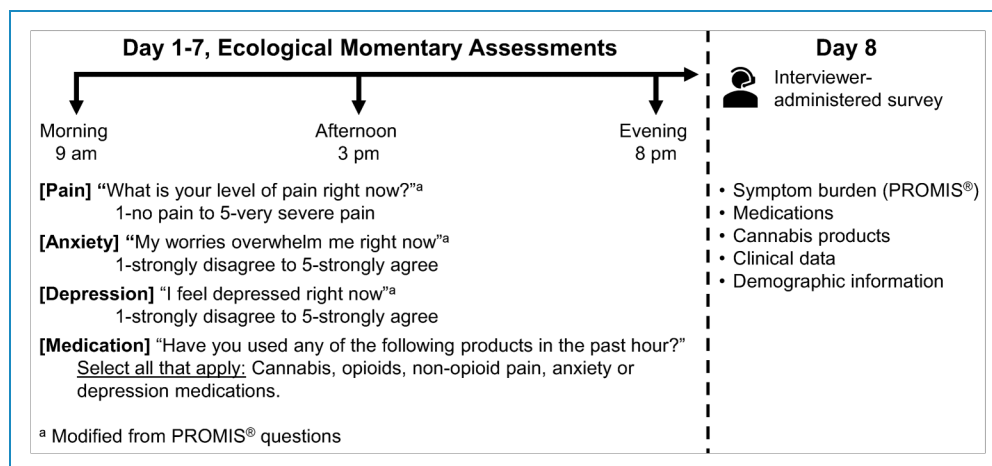 Day 1-7, Ecological Momentary Assessments
Morning
9 am
Afternoon
3 pm
Evening
8 pm
[Pain] “What is your level of pain right now?”ᵃ
1-no pain to 5-very severe pain
[Anxiety] “My worries overwhelm me right now”ᵃ
1-strongly disagree to 5-strongly agree
[Depression] “I feel depressed right now”ᵃ
1-strongly disagree to 5-strongly agree
[Medication] “Have you used any of the following products in the past hour?”
Select all that apply: Cannabis, opioids, non-opioid pain, anxiety or
depression medications.
ᵃ Modified from PROMIS® questions
Day 8
Interviewer-
administered survey
• Symptom burden (PROMIS®)
• Medications
• Cannabis products
• Clinical data
• Demographic information